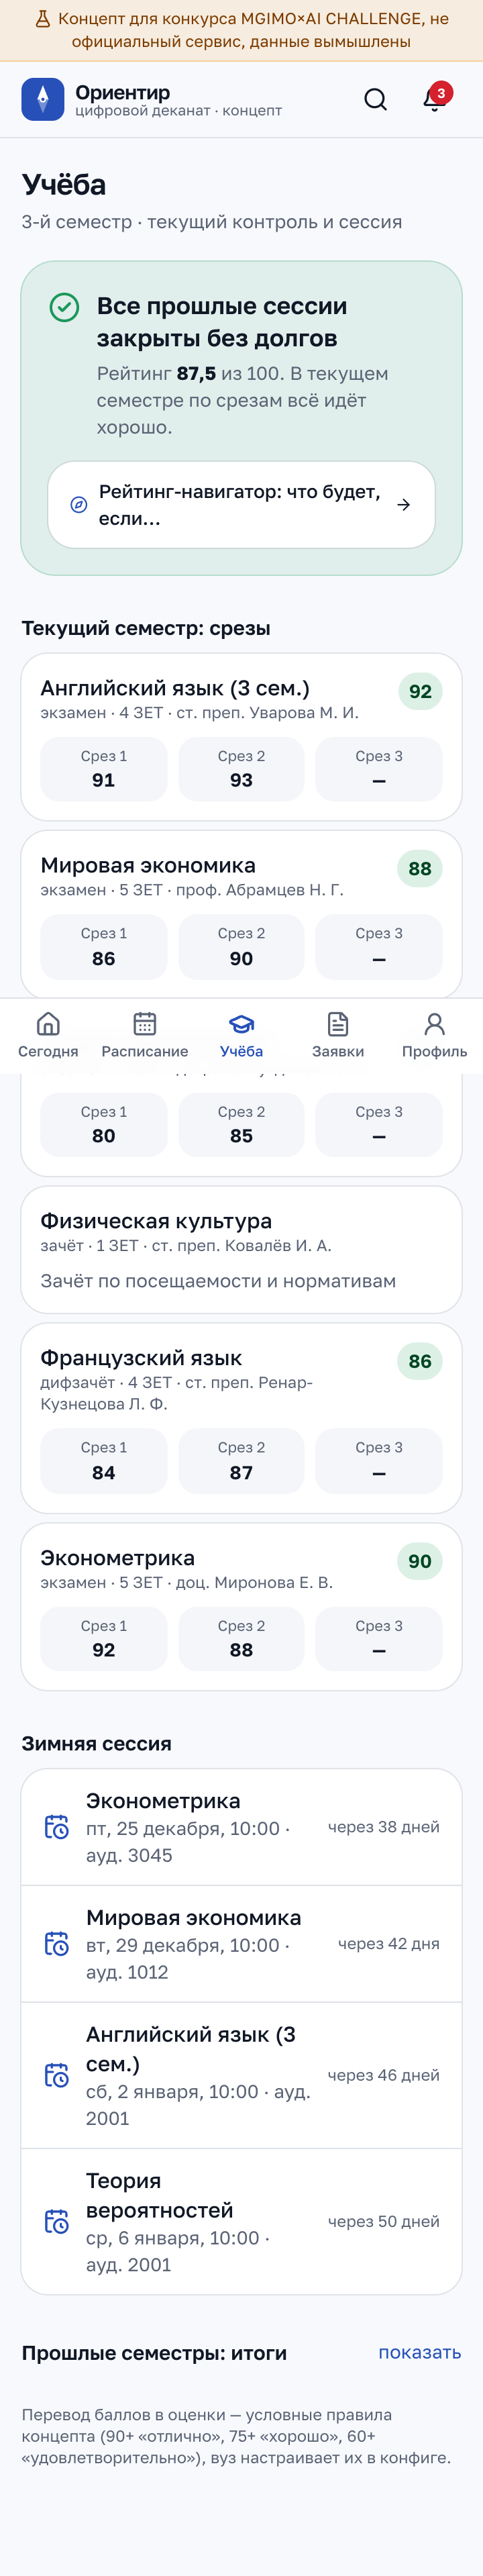 Концепт для конкурса MGIMO×AI CHALLENGE, не
официальный сервис, данные вымышлены
Ориентир
цифровой деканат · концепт
3
Учёба
3-й семестр · текущий контроль и сессия
Все прошлые сессии
закрыты без долгов
Рейтинг 87,5 из 100. В текущем
семестре по срезам всё идёт
хорошо.
Рейтинг-навигатор: что будет,
если...
Текущий семестр: срезы
Английский язык (3 сем.)
92
экзамен · 4 ЗЕТ · ст. преп. Уварова М. И.
Срез 1 Срез 2 Срез 3
91 93 –
Мировая экономика
88
экзамен · 5 ЗЕТ · проф. Абрамцев Н. Г.
Срез 1 Срез 2 Срез 3
86 90 –
Сегодня Расписание Учёба Заявки Профиль
Срез 1 Срез 2 Срез 3
80 85 –
Физическая культура
зачёт · 1 ЗЕТ · ст. преп. Ковалёв И. А.
Зачёт по посещаемости и нормативам
Французский язык
86
дифзачёт · 4 ЗЕТ · ст. преп. Ренар-
Кузнецова Л. Ф.
Срез 1 Срез 2 Срез 3
84 87 –
Эконометрика
90
экзамен · 5 ЗЕТ · доц. Миронова Е. В.
Срез 1 Срез 2 Срез 3
92 88 –
Зимняя сессия
Эконометрика
пт, 25 декабря, 10:00 ·
ауд. 3045
через 38 дней
Мировая экономика
вт, 29 декабря, 10:00 ·
ауд. 1012
через 42 дня
Английский язык (3
сем.)
сб, 2 января, 10:00 · ауд.
2001
через 46 дней
Теория
вероятностей
ср, 6 января, 10:00 ·
ауд. 2001
через 50 дней
Прошлые семестры: итоги
показать
Перевод баллов в оценки — условные правила
концепта (90+ «отлично», 75+ «хорошо», 60+
«удовлетворительно»), вуз настраивает их в конфиге.